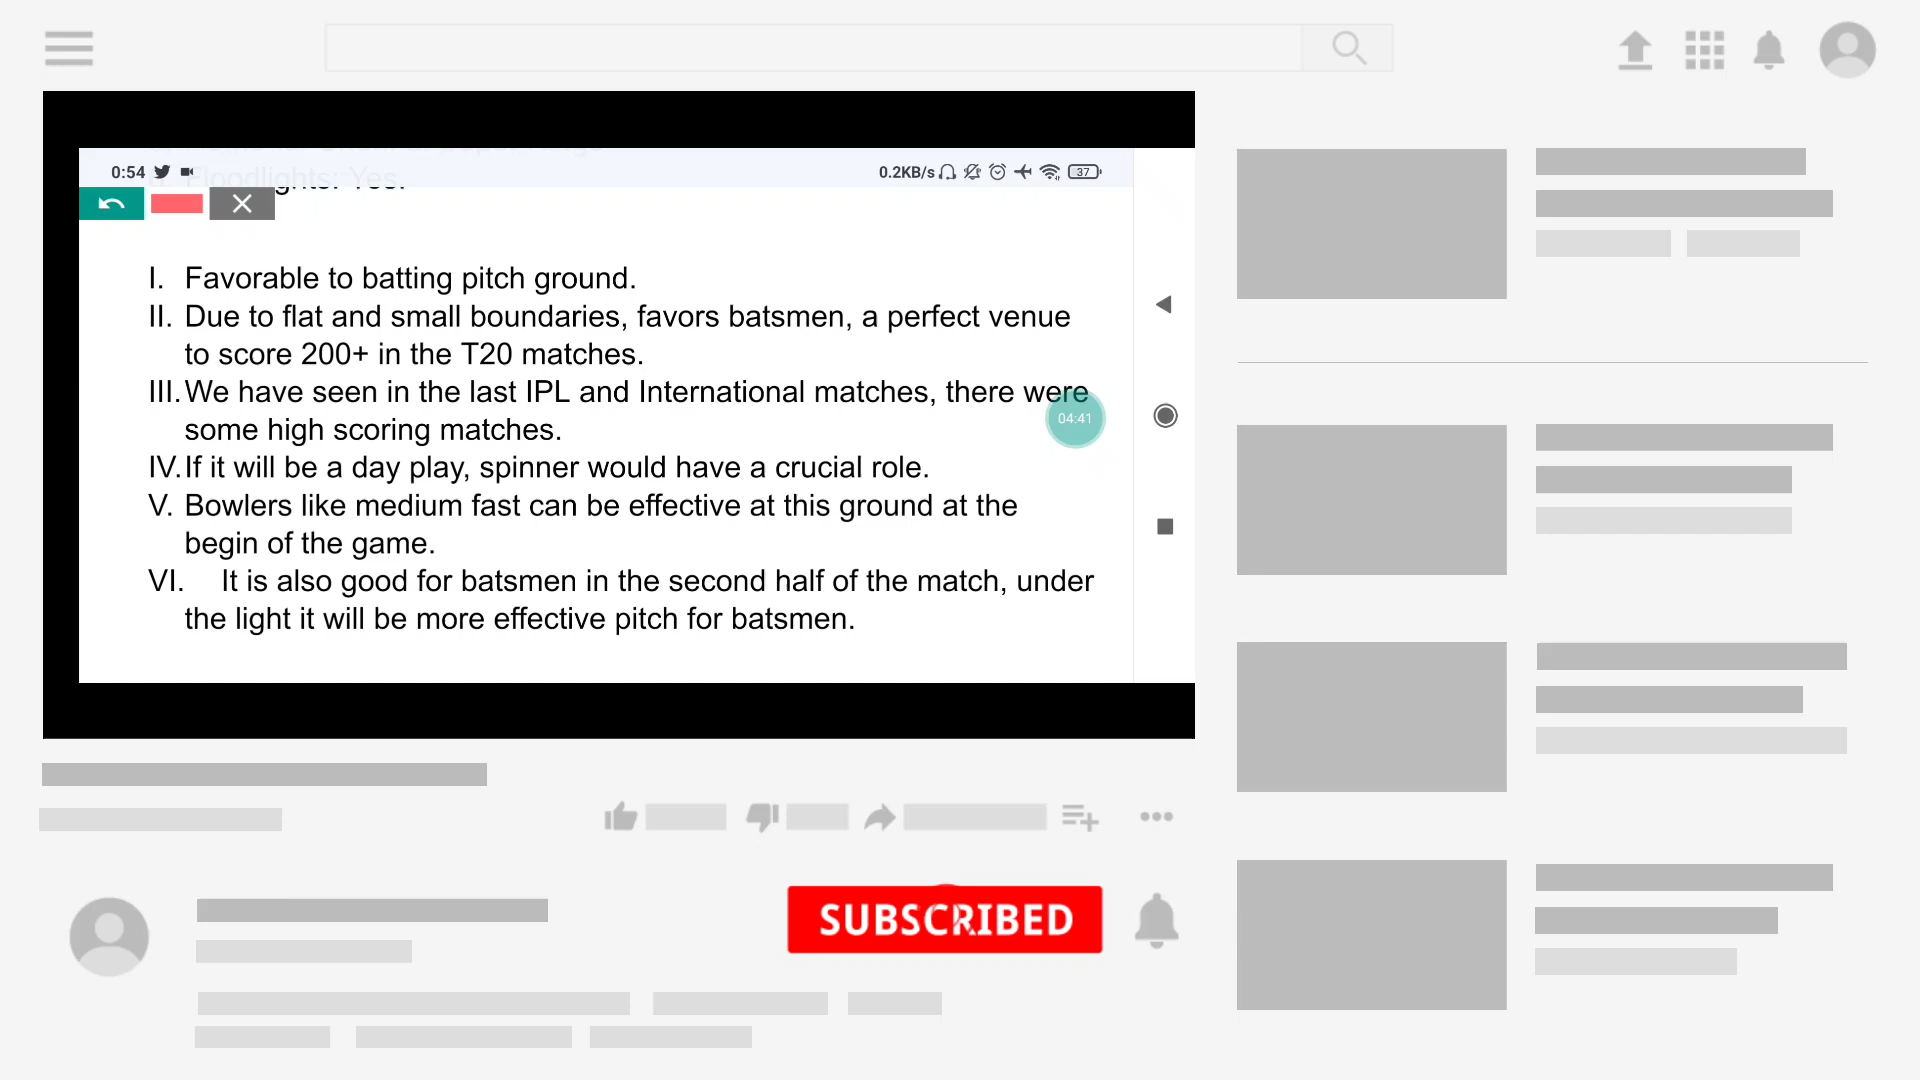 0:54
0.2KB/s
37
Floodlights: Yes.
I. Favorable to batting pitch ground.
II. Due to flat and small boundaries, favors batsmen, a perfect venue
to score 200+ in the T20 matches.
III. We have seen in the last IPL and International matches, there were
some high scoring matches.
04:41
IV. If it will be a day play, spinner would have a crucial role.
V. Bowlers like medium fast can be effective at this ground at the
begin of the game.
VI. It is also good for batsmen in the second half of the match, under
the light it will be more effective pitch for batsmen.
SUBSCRIBED